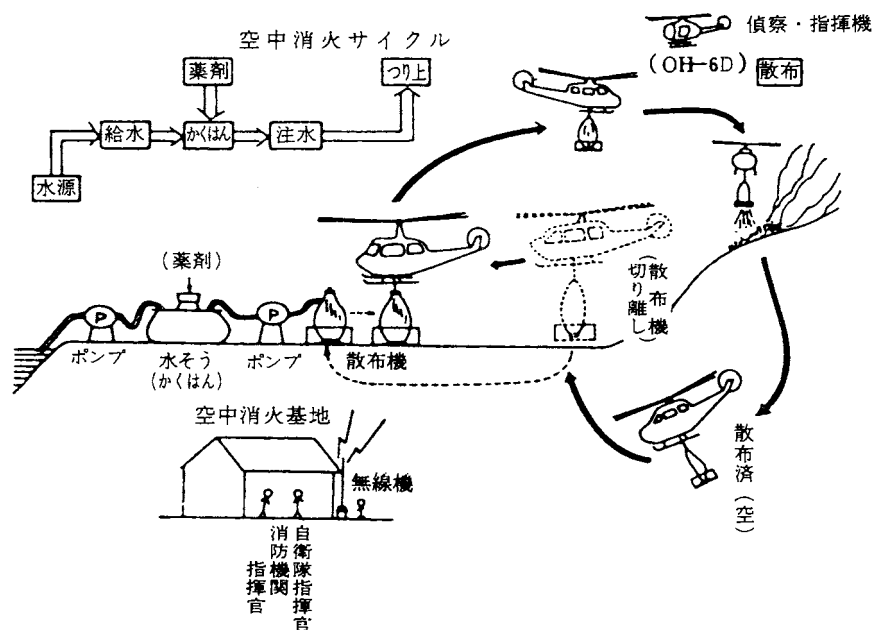 空中消火サイクル
薬剤
つり上
給水
かくはん
注水
水源
偵察・指揮機
(OH-6D)
散布
(薬剤)
P
P
ポンプ
水そう
(かくはん)
ポンプ
散布機
(散布機
切り離し)
散布済(空)
空中消火基地
無線機
自衛隊指揮官
消防機関
指揮官